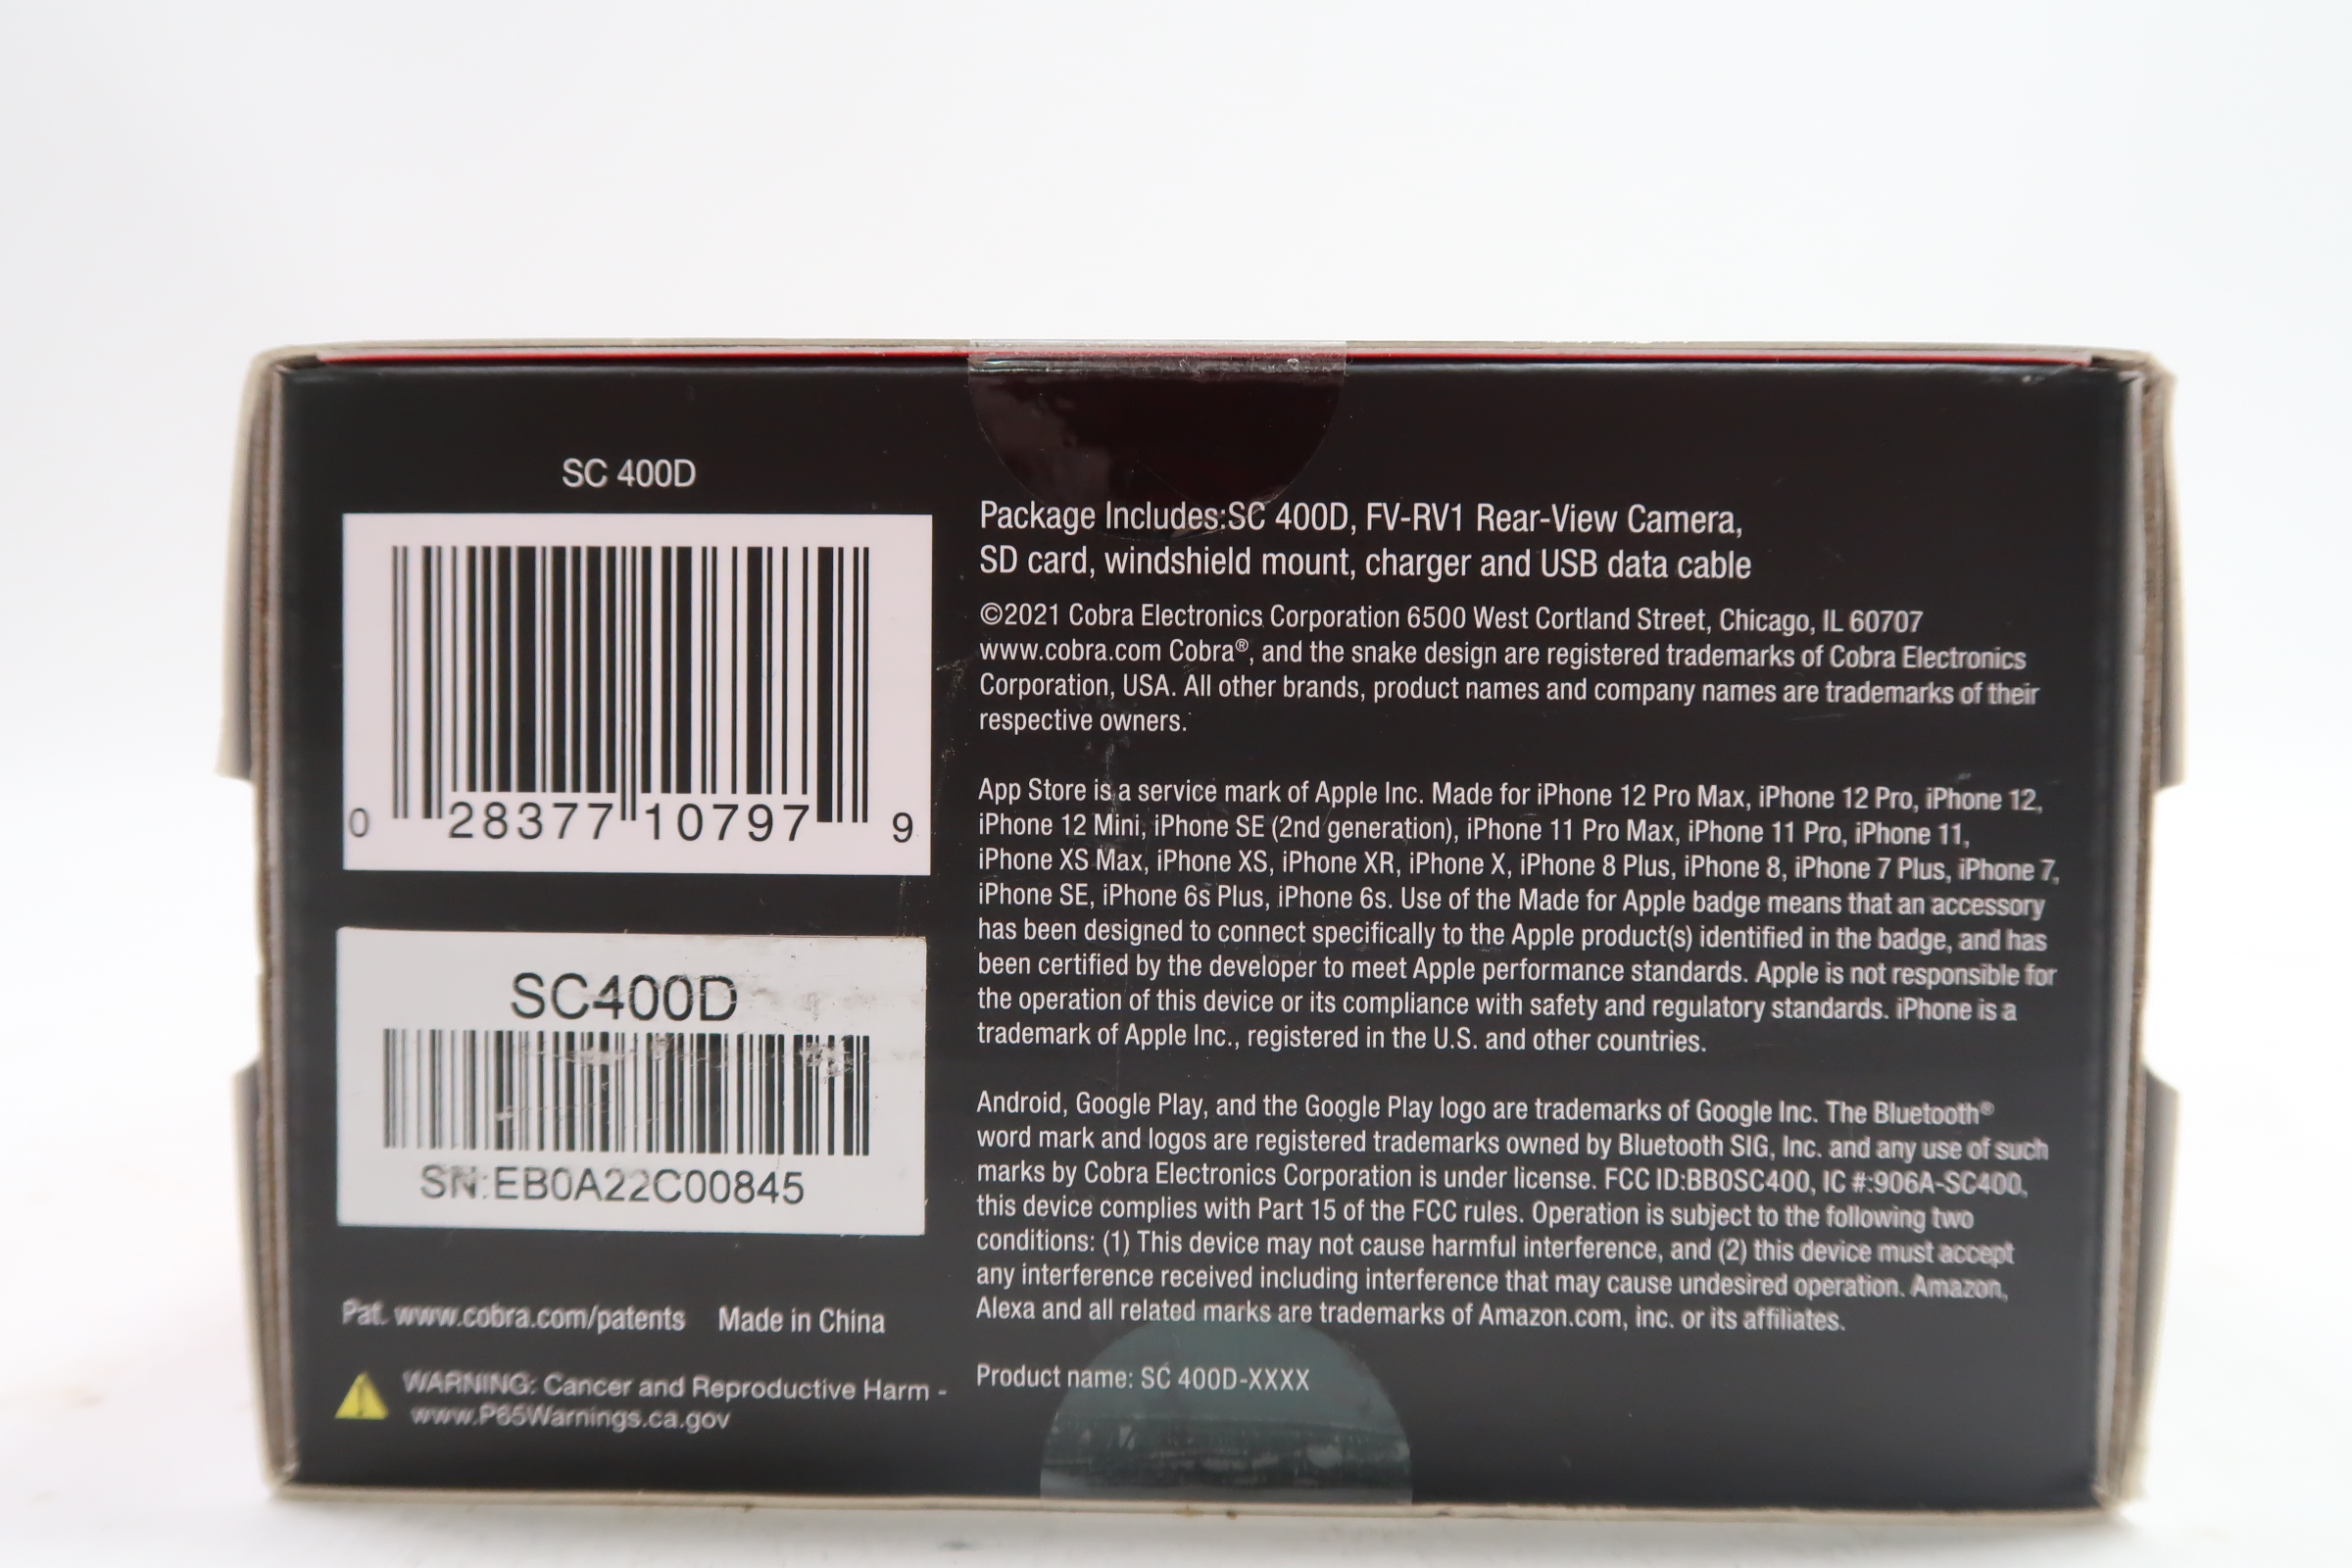 SC 400D
0 28377 10797 9
SC400D
SN:EB0A22C00845
Pat. www.cobra.com/patents Made in China
WARNING: Cancer and Reproductive Harm -
www.P65Warnings.ca.gov
Package Includes:SC 400D, FV-RV1 Rear-View Camera,
SD card, windshield mount, charger and USB data cable
©2021 Cobra Electronics Corporation 6500 West Cortland Street, Chicago, IL 60707
www.cobra.com Cobra®, and the snake design are registered trademarks of Cobra Electronics
Corporation, USA. All other brands, product names and company names are trademarks of their
respective owners.
App Store is a service mark of Apple Inc. Made for iPhone 12 Pro Max, iPhone 12 Pro, iPhone 12,
iPhone 12 Mini, iPhone SE (2nd generation), iPhone 11 Pro Max, iPhone 11 Pro, iPhone 11,
iPhone XS Max, iPhone XS, iPhone XR, iPhone X, iPhone 8 Plus, iPhone 8, iPhone 7 Plus, iPhone 7,
iPhone SE, iPhone 6s Plus, iPhone 6s. Use of the Made for Apple badge means that an accessory
has been designed to connect specifically to the Apple product(s) identified in the badge, and has
been certified by the developer to meet Apple performance standards. Apple is not responsible for
the operation of this device or its compliance with safety and regulatory standards. iPhone is a
trademark of Apple Inc., registered in the U.S. and other countries.
Android, Google Play, and the Google Play logo are trademarks of Google Inc. The Bluetooth®
word mark and logos are registered trademarks owned by Bluetooth SIG, Inc. and any use of such
marks by Cobra Electronics Corporation is under license. FCC ID:BB0SC400, IC #:906A-SC400,
this device complies with Part 15 of the FCC rules. Operation is subject to the following two
conditions: (1) This device may not cause harmful interference, and (2) this device must accept
any interference received including interference that may cause undesired operation. Amazon,
Alexa and all related marks are trademarks of Amazon.com, inc. or its affiliates.
Product name: SC 400D-XXXX